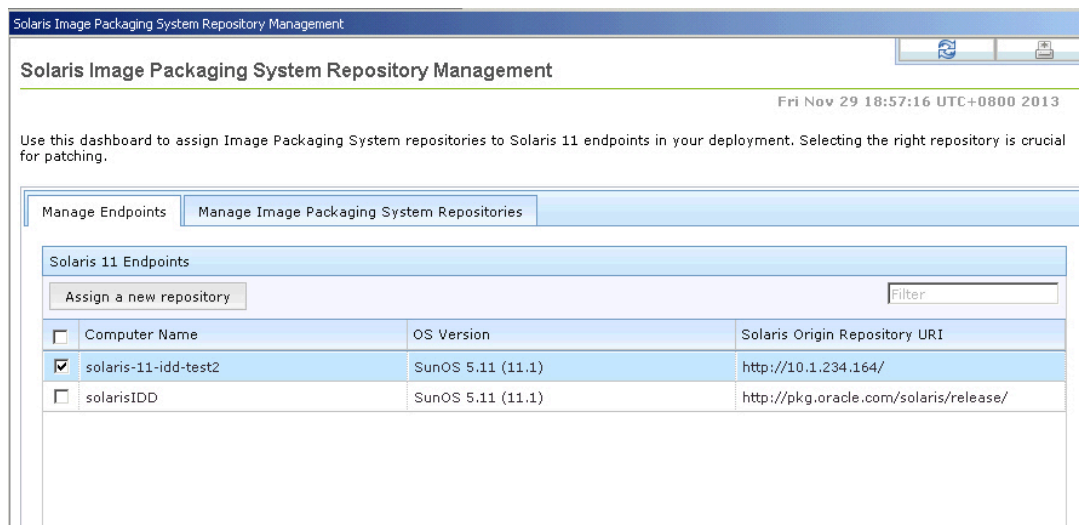 Solaris Image Packaging System Repository Management
Solaris Image Packaging System Repository Management
Fri Nov 29 18:57:16 UTC+0800 2013
Use this dashboard to assign Image Packaging System repositories to Solaris 11 endpoints in your deployment. Selecting the right repository is crucial
for patching.
Manage Endpoints Manage Image Packaging System Repositories
Solaris 11 Endpoints
Assign a new repository Filter
Computer Name OS Version Solaris Origin Repository URI
solaris-11-idd-test2 SunOS 5.11 (11.1) http://10.1.234.164/
solarisIDD SunOS 5.11 (11.1) http://pkg.oracle.com/solaris/release/